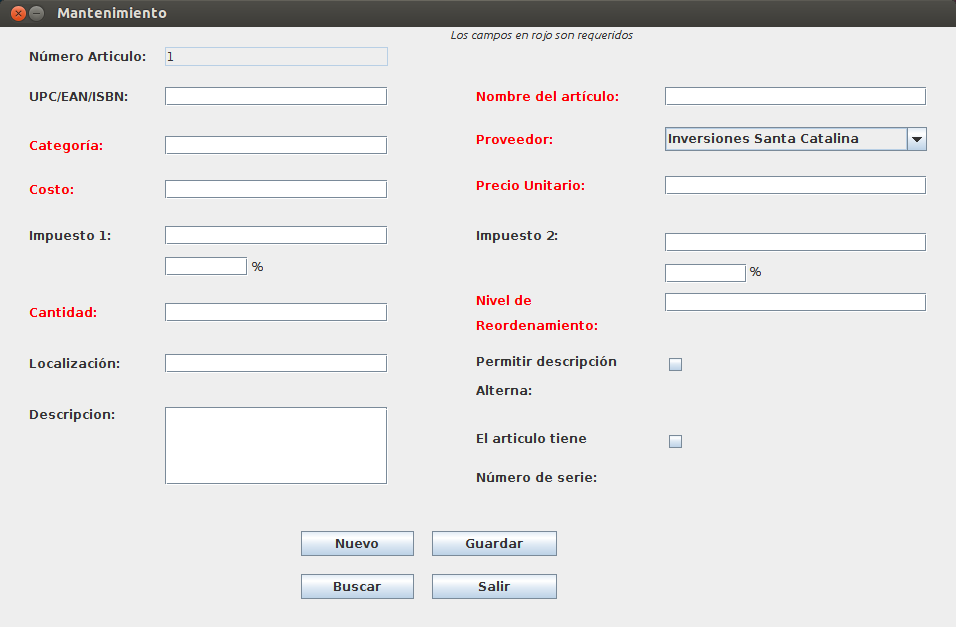 Mantenimiento
Los campos en rojo son requeridos
Número Articulo:
1
UPC/EAN/ISBN:
Nombre del artículo:
Categoría:
Proveedor:
Inversiones Santa Catalina
Costo:
Precio Unitario:
Impuesto 1:
Impuesto 2:
%
%
Cantidad:
Nivel de
Reordenamiento:
Localización:
Permitir descripción
Alterna:
Descripcion:
El articulo tiene
Número de serie:
Nuevo
Guardar
Buscar
Salir